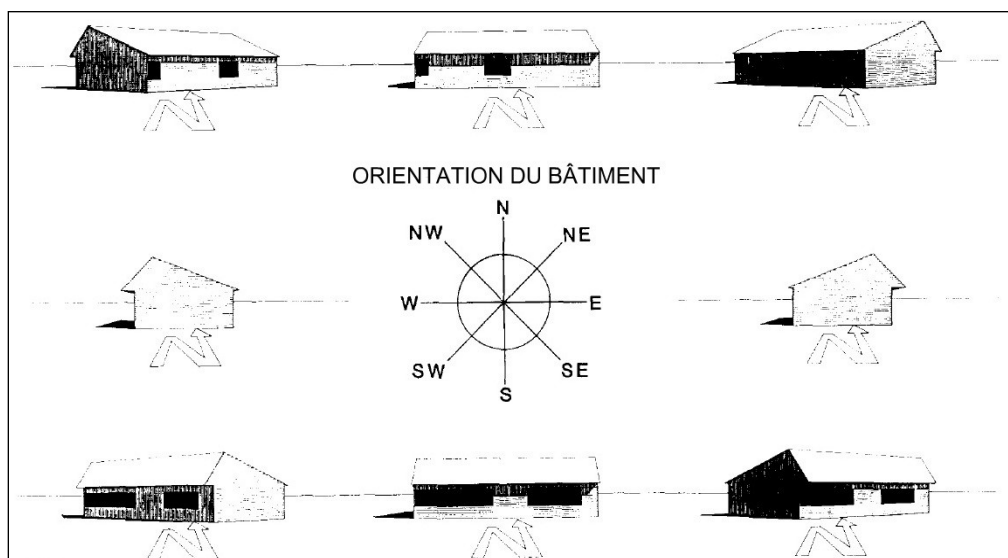 N N N
ORIENTATION DU BÂTIMENT
N
NW NE
W E
SW SE
S
N N
N N N